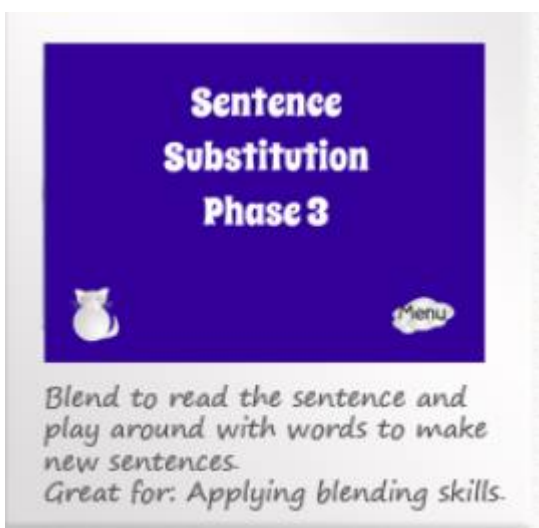 Sentence
Substitution
Phase 3
Menu
Blend to read the sentence and
play around with words to make
new sentences.
Great for: Applying blending skills.